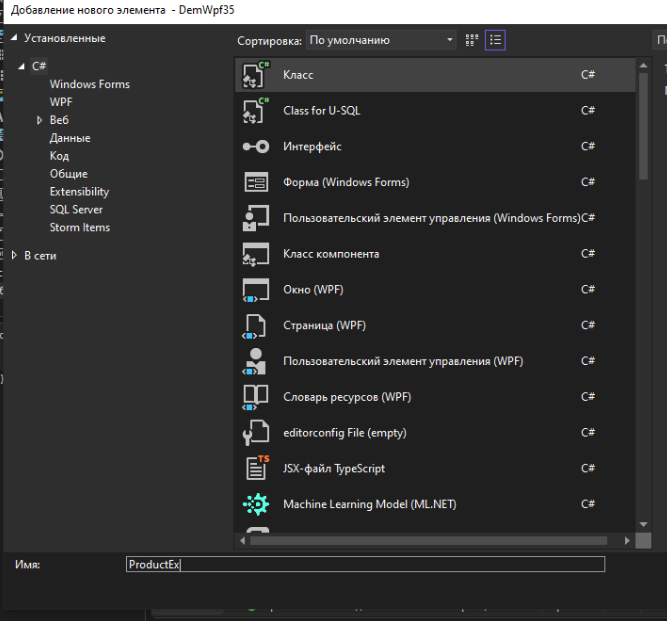 Добавление нового элемента - DemWpf35
Установленные
C#
Windows Forms
WPF
Веб
Данные
Код
Общие
Extensibility
SQL Server
Storm Items
В сети
Сортировка: По умолчанию
Класс C#
Class for U-SQL C#
Интерфейс C#
Форма (Windows Forms) C#
Пользовательский элемент управления (Windows Forms)C#
Класс компонента C#
Окно (WPF) C#
Страница (WPF) C#
Пользовательский элемент управления (WPF) C#
Словарь ресурсов (WPF) C#
editorconfig File (empty) C#
JSX-файл TypeScript C#
Machine Learning Model (ML.NET) C#
Имя: ProductEx